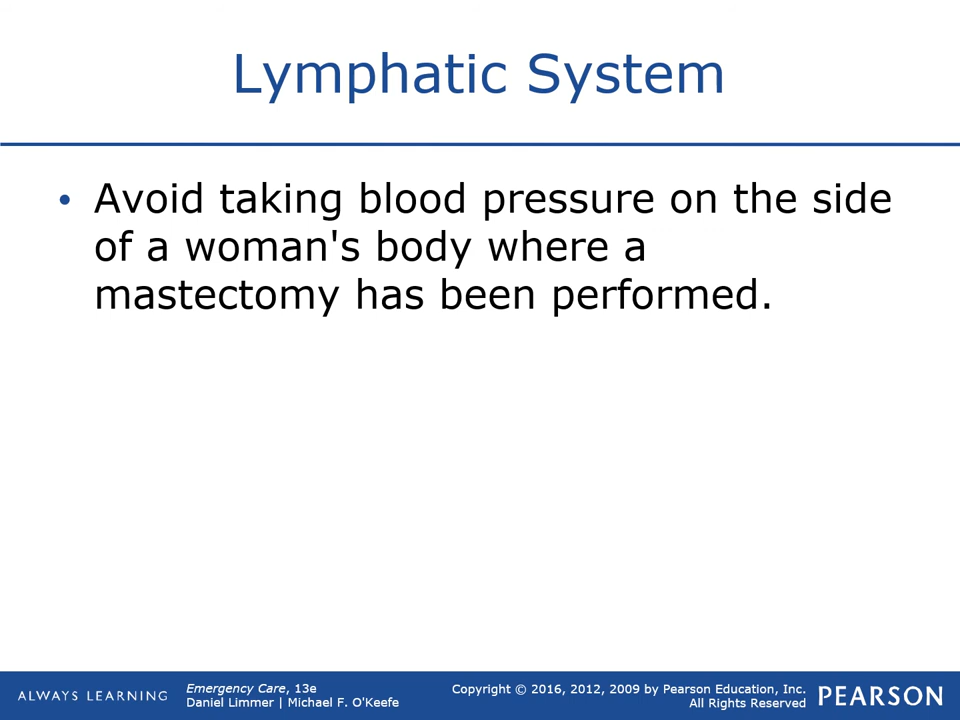 Lymphatic System
• Avoid taking blood pressure on the side
of a woman's body where a
mastectomy has been performed.
ALWAYS LEARNING
Emergency Care, 13e
Daniel Limmer | Michael F. O'Keefe
Copyright © 2016, 2012, 2009 by Pearson Education, Inc.
All Rights Reserved
PEARSON